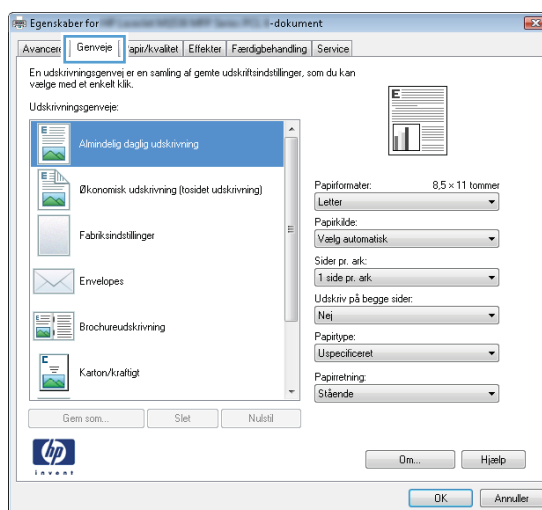 Egenskaber for -dokument
Genveje Papir/kvalitet Effekter Færdigbehandling Service
En udskrivningsgenvej er en samling af gemte udskriftsindstillinger, som du kan
vælge med et enkelt klik.
Udskrivningsgenveje:
Almindelig daglig udskrivning
Økonomisk udskrivning (tosidet udskrivning)
Fabriksindstillinger
Envelopes
Brochureudskrivning
Karton/kraftigt
Gem som... Slet Nulstil
E
Papirformater: 8,5 × 11 tommer
Letter
Papirkilde:
Vælg automatisk
Sider pr. ark:
1 side pr. ark
Udskriv på begge sider:
Nej
Papirtype:
Uspecificeret
Papirretning:
Stående
hp
invent
Om... Hjælp
OK Annuller